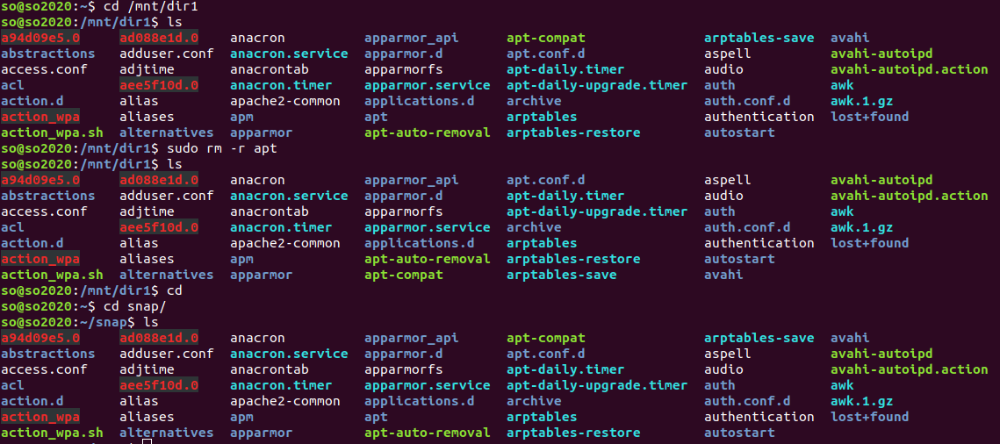 so@so2020:~$ cd /mnt/dir1
so@so2020:/mnt/dir1$ ls
a94d09e5.0 ad088e1d.0 anacron apparmor_api apt-compat arptables-save avahi
abstractions adduser.conf anacron.service apparmor.d apt.conf.d aspell avahi-autoipd
access.conf adjtime anacrontab apparmorfs apt-daily.timer audio avahi-autoipd.action
acl aee5f10d.0 anacron.timer apparmor.service apt-daily-upgrade.timer auth awk
action.d alias apache2-common applications.d archive auth.conf.d awk.1.gz
action_wpa aliases apm apt arptables authentication lost+found
action_wpa.sh alternatives apparmor apt-auto-removal arptables-restore autostart
so@so2020:/mnt/dir1$ sudo rm -r apt
so@so2020:/mnt/dir1$ ls
a94d09e5.0 ad088e1d.0 anacron apparmor_api apt.conf.d aspell avahi-autoipd
abstractions adduser.conf anacron.service apparmor.d apt-daily.timer audio avahi-autoipd.action
access.conf adjtime anacrontab apparmorfs apt-daily-upgrade.timer auth awk
acl aee5f10d.0 anacron.timer apparmor.service archive auth.conf.d awk.1.gz
action.d alias apache2-common applications.d arptables authentication lost+found
action_wpa aliases apm apt-auto-removal arptables-restore autostart
action_wpa.sh alternatives apparmor apt-compat arptables-save avahi
so@so2020:/mnt/dir1$ cd
so@so2020:~$ cd snap/
so@so2020:~/snap$ ls
a94d09e5.0 ad088e1d.0 anacron apparmor_api apt-compat arptables-save avahi
abstractions adduser.conf anacron.service apparmor.d apt.conf.d aspell avahi-autoipd
access.conf adjtime anacrontab apparmorfs apt-daily.timer audio avahi-autoipd.action
acl aee5f10d.0 anacron.timer apparmor.service apt-daily-upgrade.timer auth awk
action.d alias apache2-common applications.d archive auth.conf.d awk.1.gz
action_wpa aliases apm apt arptables authentication lost+found
action_wpa.sh alternatives apparmor apt-auto-removal arptables-restore autostart